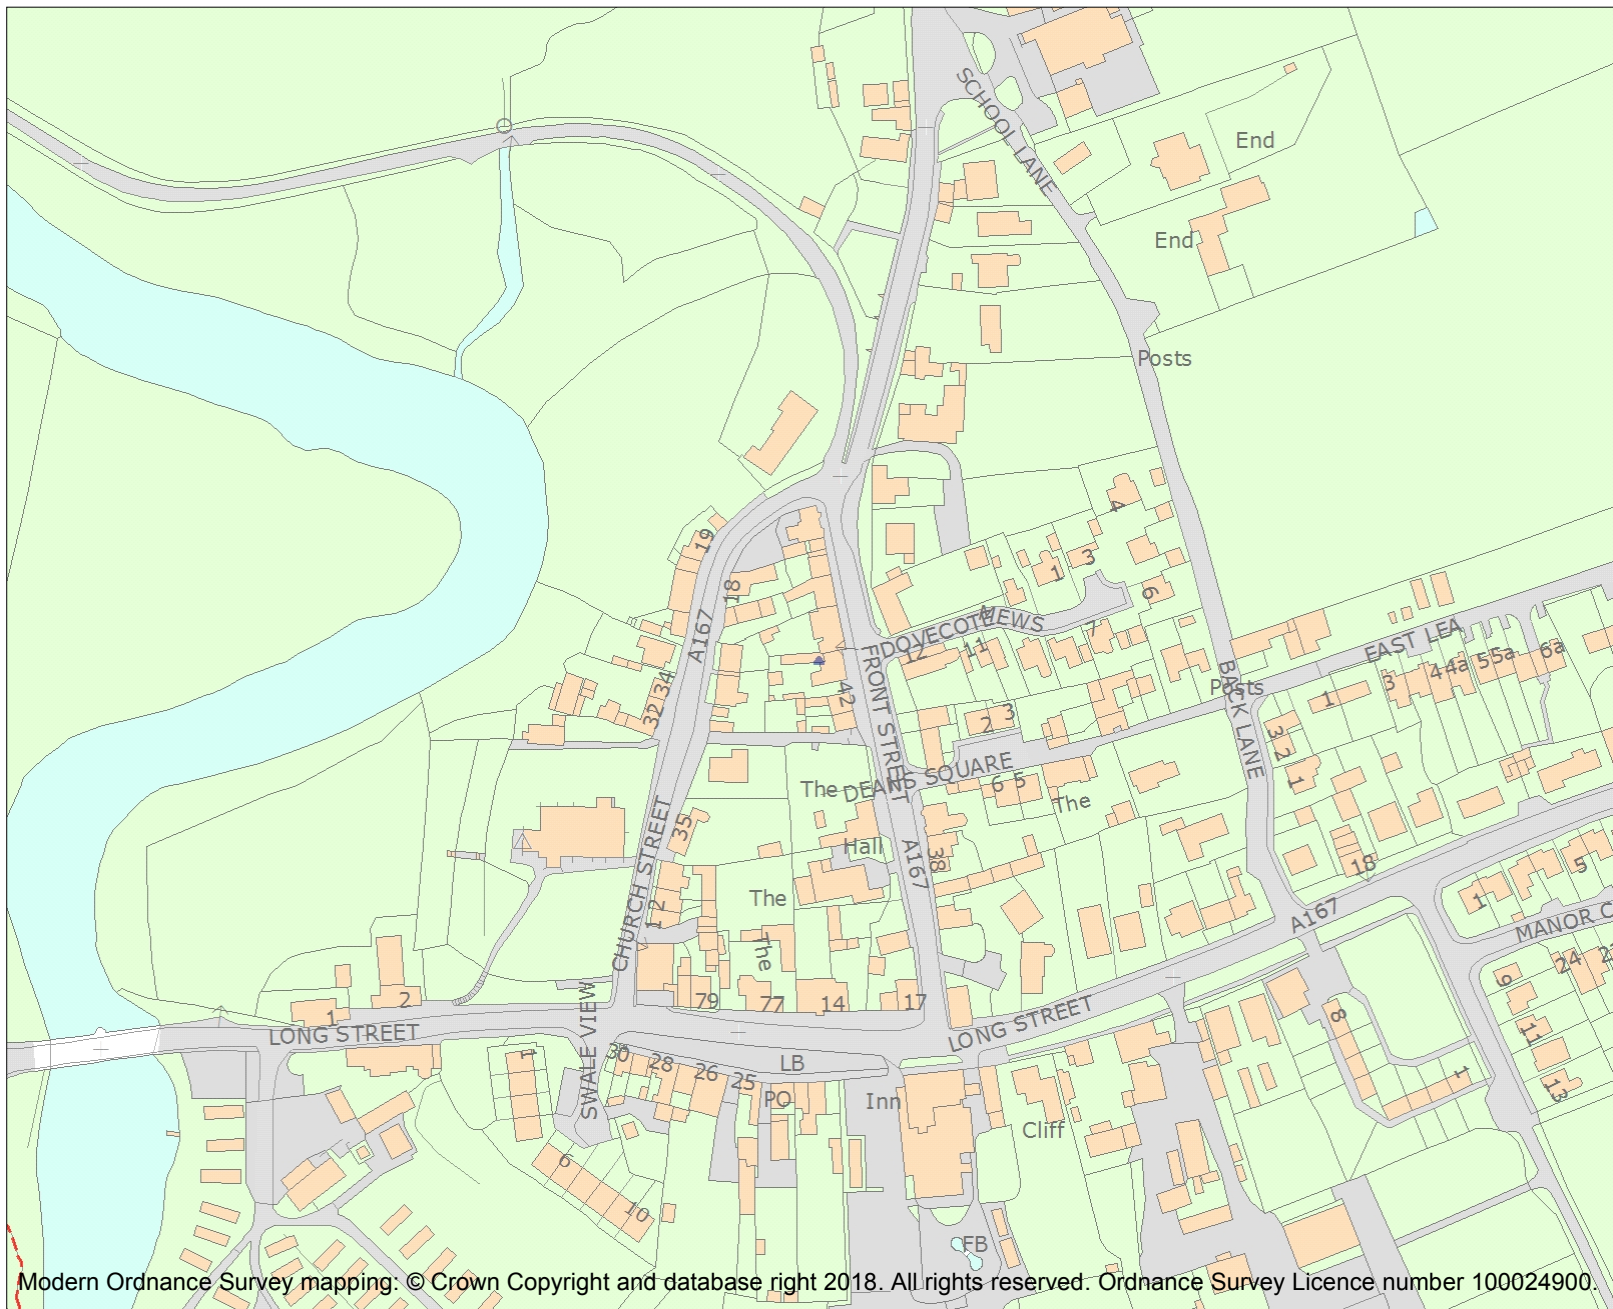 SCHOOL LANE
End
End
Posts
19
18
A167
4
3
1
6
DOVECOTE MEWS
7
12
11
EAST LEA
FRONT STREET
BACK LANE
Posts
34
32
42
2
3
1
3
4
4a
5
5a
6a
3
2
1
DEANS SQUARE
The
6
5
The
CHURCH STREET
35
Hall
A167
38
18
5
1
The
The
2
1
A167
MANOR C
24
9
2
1
79
77
14
17
LONG STREET
LONG STREET
SWALE VIEW
1
30
28
26
25
LB
PO
Inn
Cliff
8
11
1
13
6
10
FB
Modern Ordnance Survey mapping: © Crown Copyright and database right 2018. All rights reserved. Ordnance Survey Licence number 100024900.